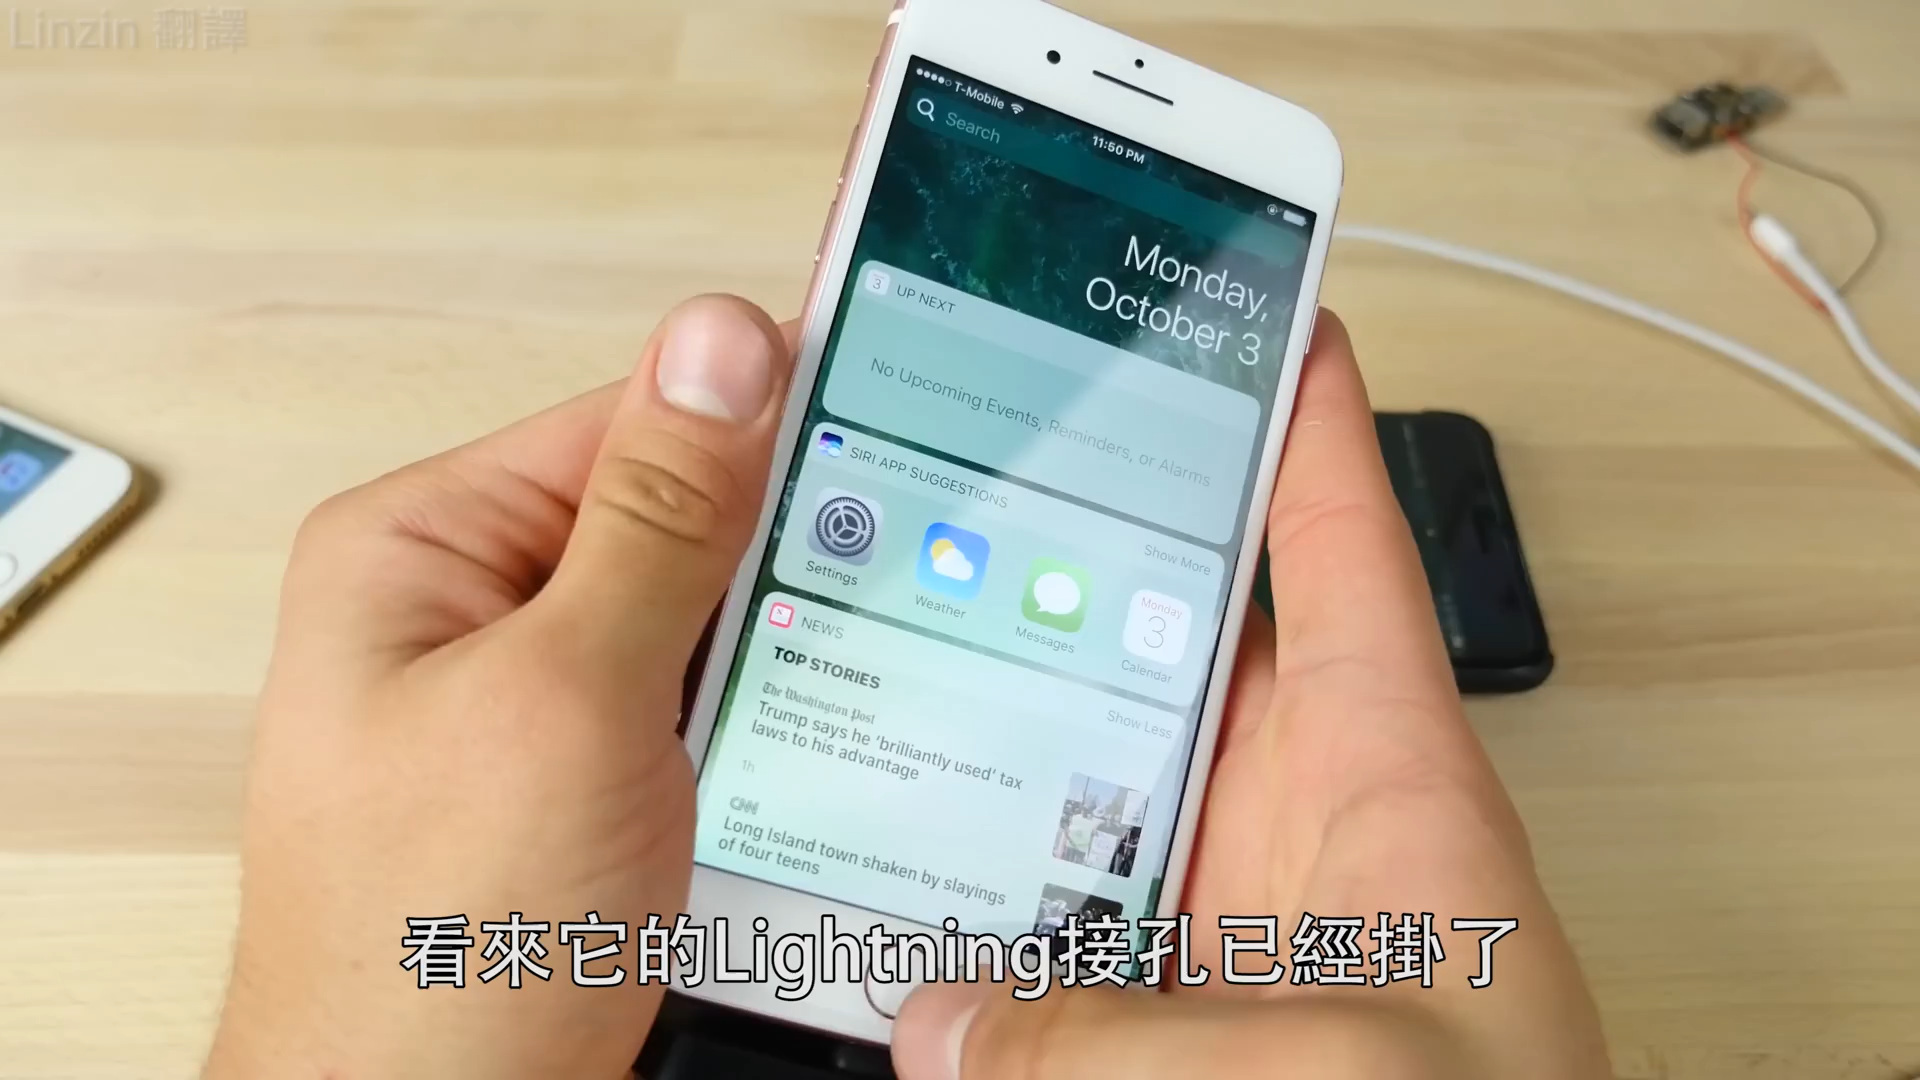 Linzin 翻譯
T-Mobile
11:50 PM
Search
Monday,
October 3
3 UP NEXT
No Upcoming Events, Reminders, or Alarms
SIRI APP SUGGESTIONS
Show More
Settings
Weather
Messages
Monday
3
Calendar
NEWS
Show Less
TOP STORIES
The Washington Post
Trump says he ‘brilliantly used’ tax
laws to his advantage
1h
CNN
Long Island town shaken by slayings
of four teens
看來它的Lightning接孔已經掛了